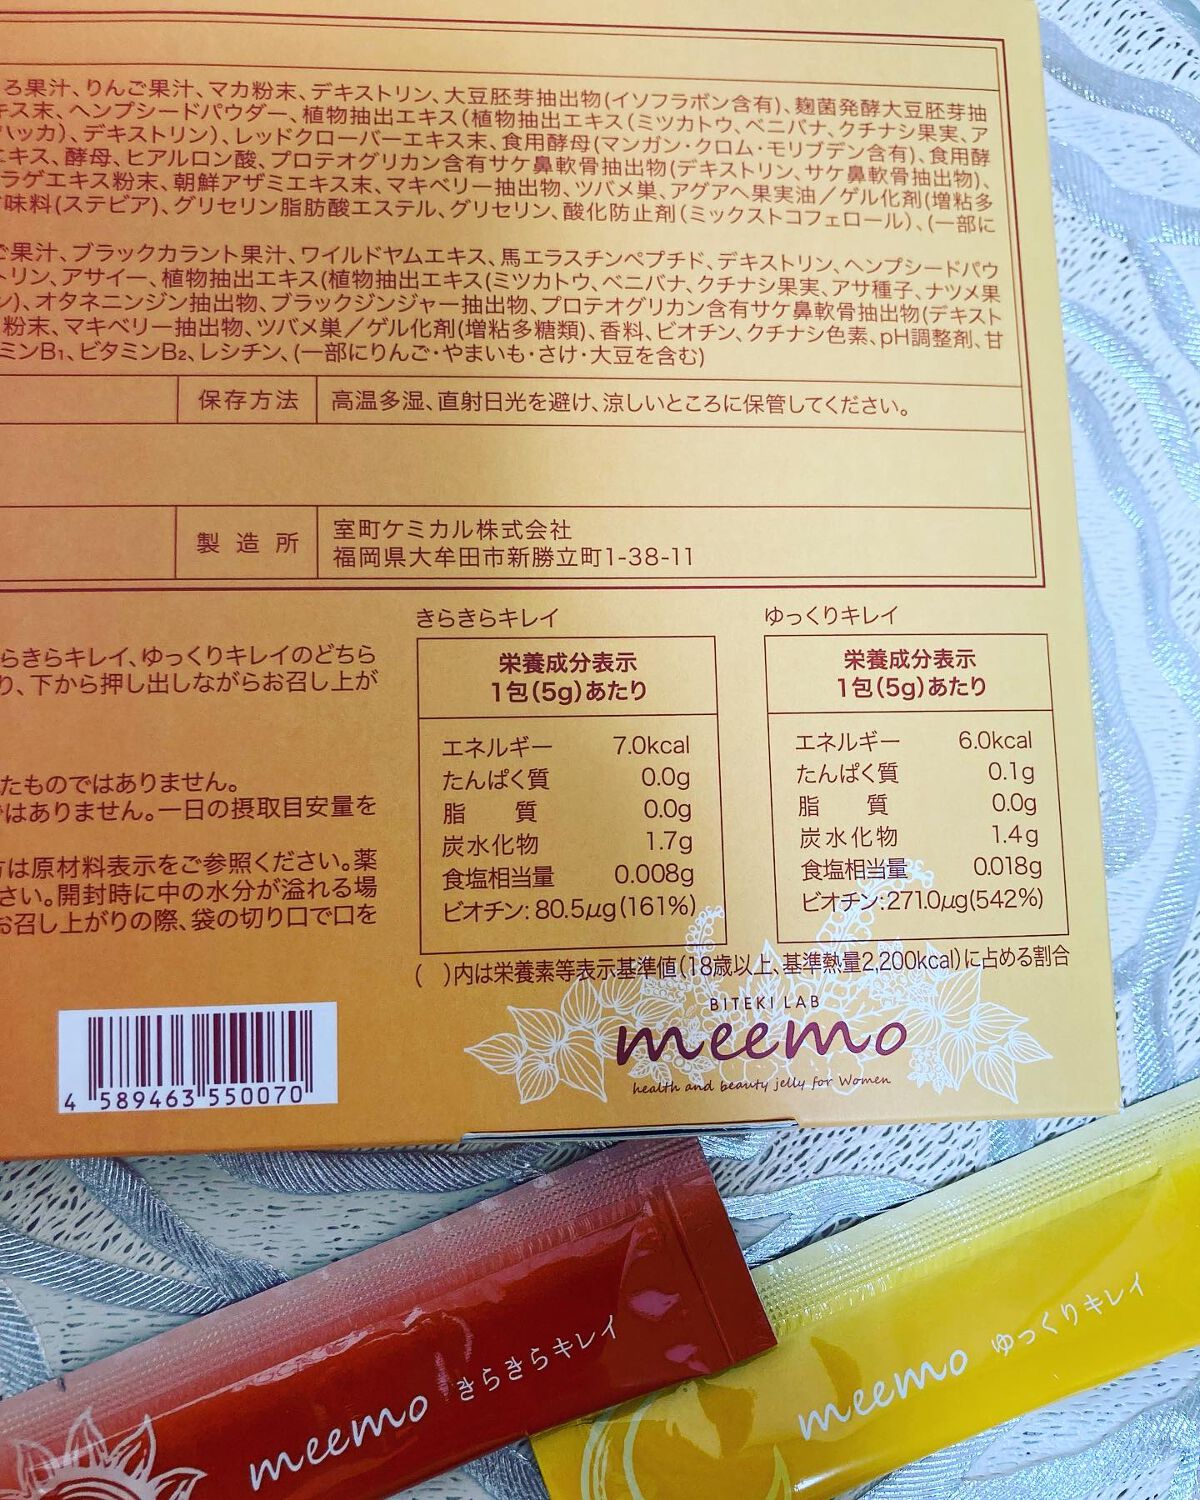 ろ果汁、りんご果汁、マカ粉末、デキストリン、大豆胚芽抽出物(イソフラボン含有)、麹菌発酵大豆胚芽抽
キス末、ヘンプシードパウダー、植物抽出エキス(植物抽出エキス(ミツカトウ、ベニバナ、クチナシ果実、ア
ハッカ)、デキストリン)、レッドクローバーエキス末、食用酵母(マンガン・クロム・モリブデン含有)、食用酵
エキス、酵母、ヒアルロン酸、プロテオグリカン含有サケ鼻軟骨抽出物(デキストリン、サケ鼻軟骨抽出物)、
ラゲエキス粉末、朝鮮アザミエキス末、マキベリー抽出物、ツバメ巣、アグアヘ果実油/ゲル化剤(増粘多
味料(ステビア)、グリセリン脂肪酸エステル、グリセリン、酸化防止剤(ミックストコフェロール)、(一部に
ご果汁、ブラックカラント果汁、ワイルドヤムエキス、馬エラスチンペプチド、デキストリン、ヘンプシードパウ
トリン、アサイー、植物抽出エキス(植物抽出エキス(ミツカトウ、ベニバナ、クチナシ果実、アサ種子、ナツメ果
ン)、オタネニンジン抽出物、ブラックジンジャー抽出物、プロテオグリカン含有サケ鼻軟骨抽出物(デキスト
粉末、マキベリー抽出物、ツバメ巣/ゲル化剤(増粘多糖類)、香料、ビオチン、クチナシ色素、pH調整剤、甘
ミンB₁、ビタミンB₂、レシチン、(一部にりんご・やまいも・さけ・大豆を含む)
保存方法 高温多湿、直射日光を避け、涼しいところに保管してください。
製造所 室町ケミカル株式会社
福岡県大牟田市新勝立町1-38-11
らきらキレイ、ゆっくりキレイのどちら
り、下から押し出しながらお召し上が
たものではありません。
ではありません。一日の摂取目安量を
方は原材料表示をご参照ください。薬
さい。開封時に中の水分が溢れる場
お召し上がりの際、袋の切り口で口を
きらきらキレイ
栄養成分表示
1包(5g)あたり
エネルギー 7.0kcal
たんぱく質 0.0g
脂質 0.0g
炭水化物 1.7g
食塩相当量 0.008g
ビオチン: 80.5μg(161%)
ゆっくりキレイ
栄養成分表示
1包(5g)あたり
エネルギー 6.0kcal
たんぱく質 0.1g
脂質 0.0g
炭水化物 1.4g
食塩相当量 0.018g
ビオチン:271.0μg(542%)
( )内は栄養素等表示基準値(18歳以上、基準熱量2,200kcal)に占める割合
BITEKI LAB
meemo
health and beauty jelly for Women
4 589463 550070
meemo きらきらキレイ
meemo ゆっくりキレイ